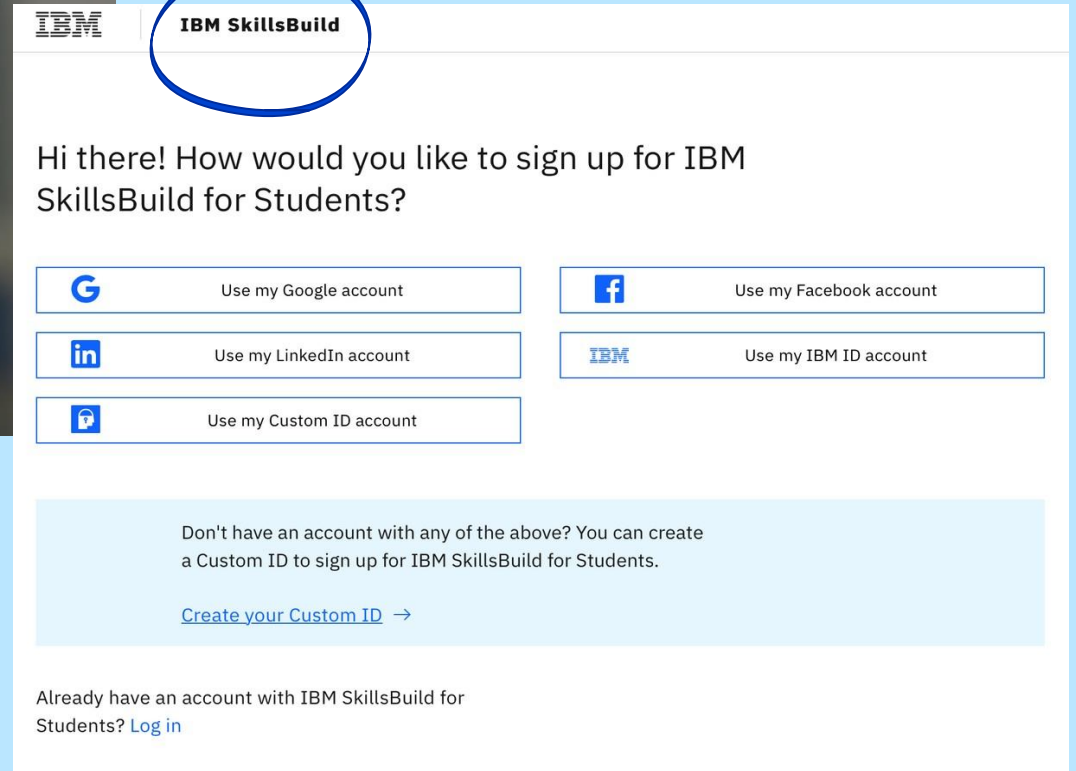 IBM
IBM SkillsBuild
Hi there! How would you like to sign up for IBM
SkillsBuild for Students?
Use my Google account
Use my Facebook account
in
Use my LinkedIn account
IBM
Use my IBM ID account
Use my Custom ID account
Don't have an account with any of the above? You can create
a Custom ID to sign up for IBM SkillsBuild for Students.
Create your Custom ID →
Already have an account with IBM SkillsBuild for
Students? Log in